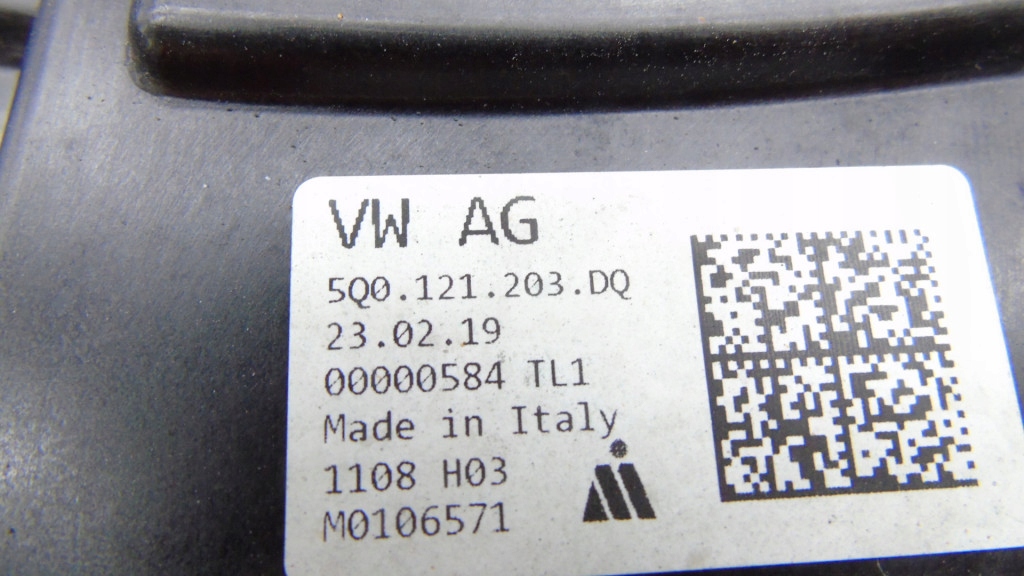 VW AG
5Q0.121.203.DQ
23.02.19
00000584 TL1
Made in Italy
1108 H03
M0106571